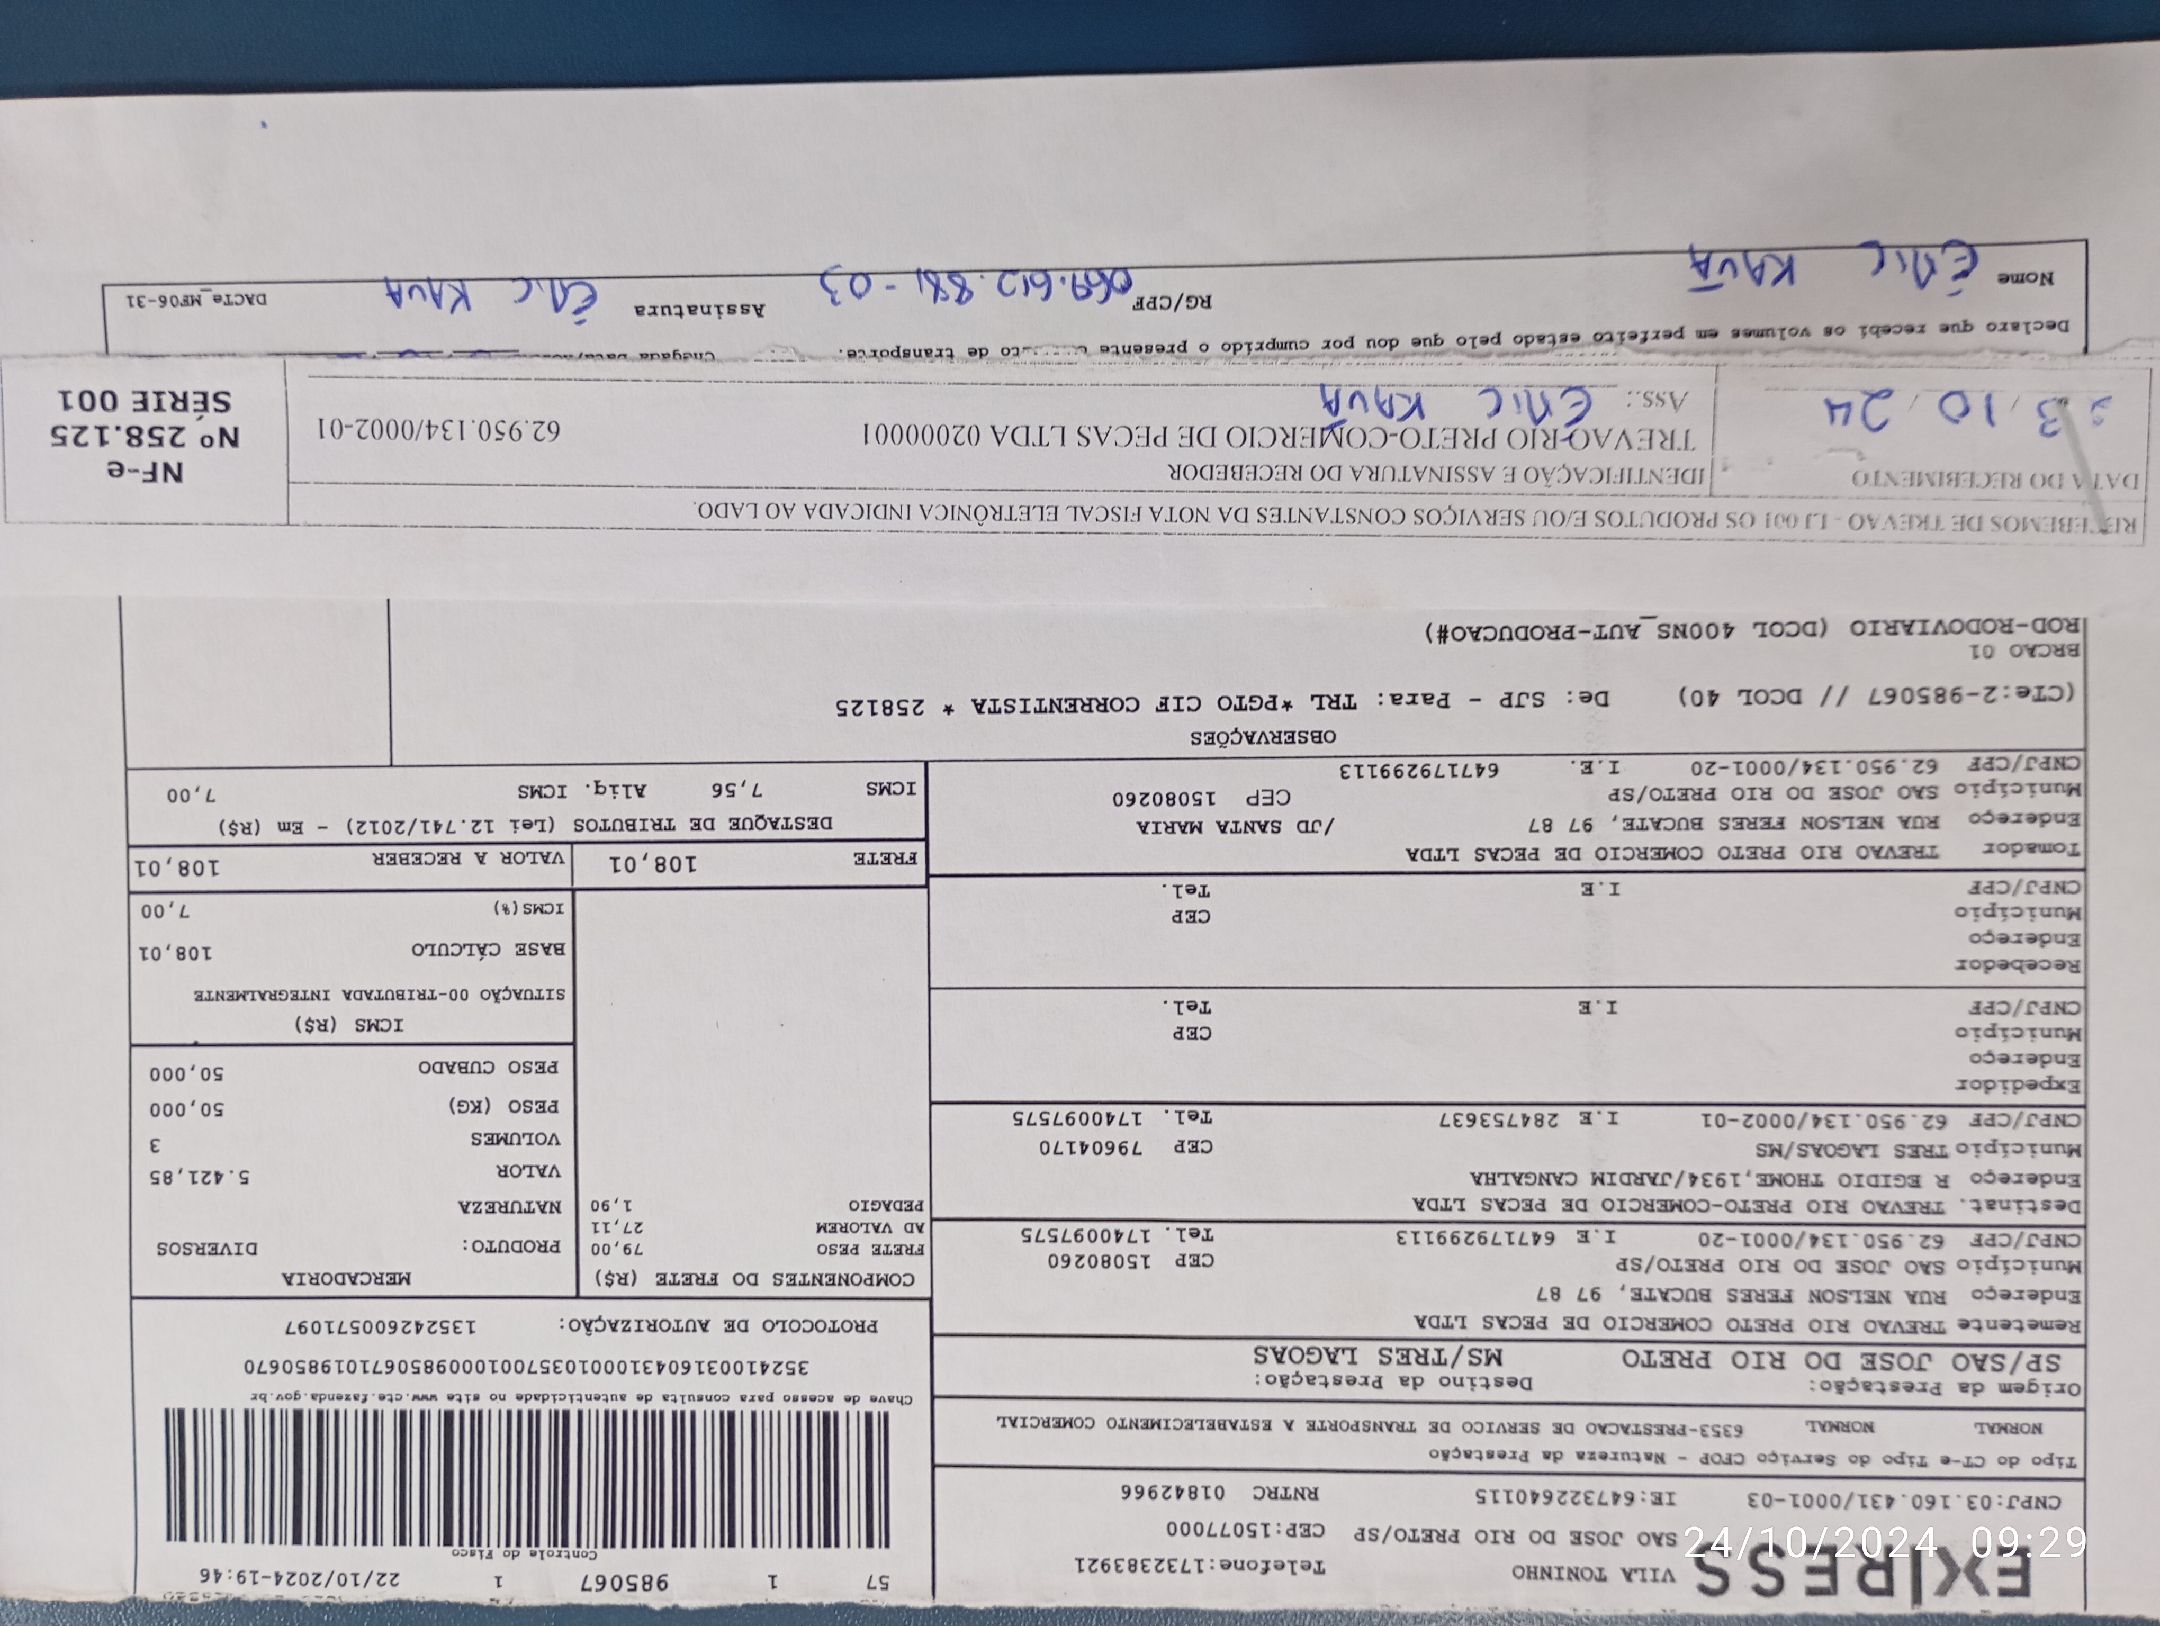 57 1 985067 1 22/10/2024-19:46
EXPRESS
VILA TONINHO Telefone:1732383921
SAO JOSE DO RIO PRETO/SP CEP:15077000
CNPJ:03.160.431/0001-03 IE:647322640115 RNTRC 01842966
Controle do Fisco
Chave de acesso para consulta de autenticidade no site www.cte.fazenda.gov.br
35241003160431000103570010009850671019850670
PROTOCOLO DE AUTORIZAÇÃO: 135242600571097
Tipo do CT-e Tipo do Serviço CFOP - Natureza da Prestação
NORMAL NORMAL 6353-PRESTACAO DE SERVICO DE TRANSPORTE A ESTABELECIMENTO COMERCIAL
Origem da Prestação: Destino da Prestação:
SP/SAO JOSE DO RIO PRETO MS/TRES LAGOAS
Remetente TREVAO RIO PRETO COMERCIO DE PECAS LTDA
Endereço RUA NELSON FERES BUCATE, 97 87
Município SAO JOSE DO RIO PRETO/SP CEP 15080260
CNPJ/CPF 62.950.134/0001-20 I.E 647179299113 Tel. 1740097575
Destinat. TREVAO RIO PRETO-COMERCIO DE PECAS LTDA
Endereço R EGIDIO THOME,1934/JARDIM CANGALHA
Município TRES LAGOAS/MS CEP 79604170
CNPJ/CPF 62.950.134/0002-01 I.E 284753637 Tel. 1740097575
Expedidor
Endereço
Município CEP
CNPJ/CPF I.E Tel.
Recebedor
Endereço
Município CEP
CNPJ/CPF I.E Tel.
Tomador TREVAO RIO PRETO COMERCIO DE PECAS LTDA
Endereço RUA NELSON FERES BUCATE, 97 87 /JD SANTA MARIA
Município SAO JOSE DO RIO PRETO/SP CEP 15080260
CNPJ/CPF 62.950.134/0001-20 I.E. 647179299113
COMPONENTES DO FRETE (R$)
FRETE PESO 79,00
AD VALOREM 27,11
PEDAGIO 1,90
MERCADORIA
PRODUTO: DIVERSOS
NATUREZA
VALOR 5.421,85
VOLUMES 3
PESO (KG) 50,000
PESO CUBADO 50,000
ICMS (R$)
SITUAÇÃO 00-TRIBUTADA INTEGRALMENTE
BASE CÁLCULO 108,01
ICMS(%) 7,00
FRETE 108,01 VALOR A RECEBER 108,01
DESTAQUE DE TRIBUTOS (Lei 12.741/2012) - Em (R$)
ICMS 7,56 Aliq. ICMS 7,00
OBSERVAÇÕES
(CTe:2-985067 // DCOL 40) De: SJP - Para: TRL *PGTO CIF CORRENTISTA * 258125
BRCAO 01
ROD-RODOVIARIO (DCOL 400NS_AUT-PRODUCAO#)
RECEBEMOS DE TREVAO - LJ 001 OS PRODUTOS E/OU SERVIÇOS CONSTANTES DA NOTA FISCAL ELETRÔNICA INDICADA AO LADO.
DATA DO RECEBIMENTO
23/10/24
IDENTIFICAÇÃO E ASSINATURA DO RECEBEDOR
TREVAO RIO PRETO-COMERCIO DE PECAS LTDA 02000001 62.950.134/0002-01
Ass.: ERIC KAUÃ
NF-e
Nº 258.125
SÉRIE 001
Declaro que recebi os volumes em perfeito estado pelo que dou por cumprido o presente de transporte. Chegada
Nome ÉRIC KAUÃ RG/CPF 069.612.881-03 Assinatura ÉRIC KAUA DACTe_MF06-31
24/10/2024 09:29